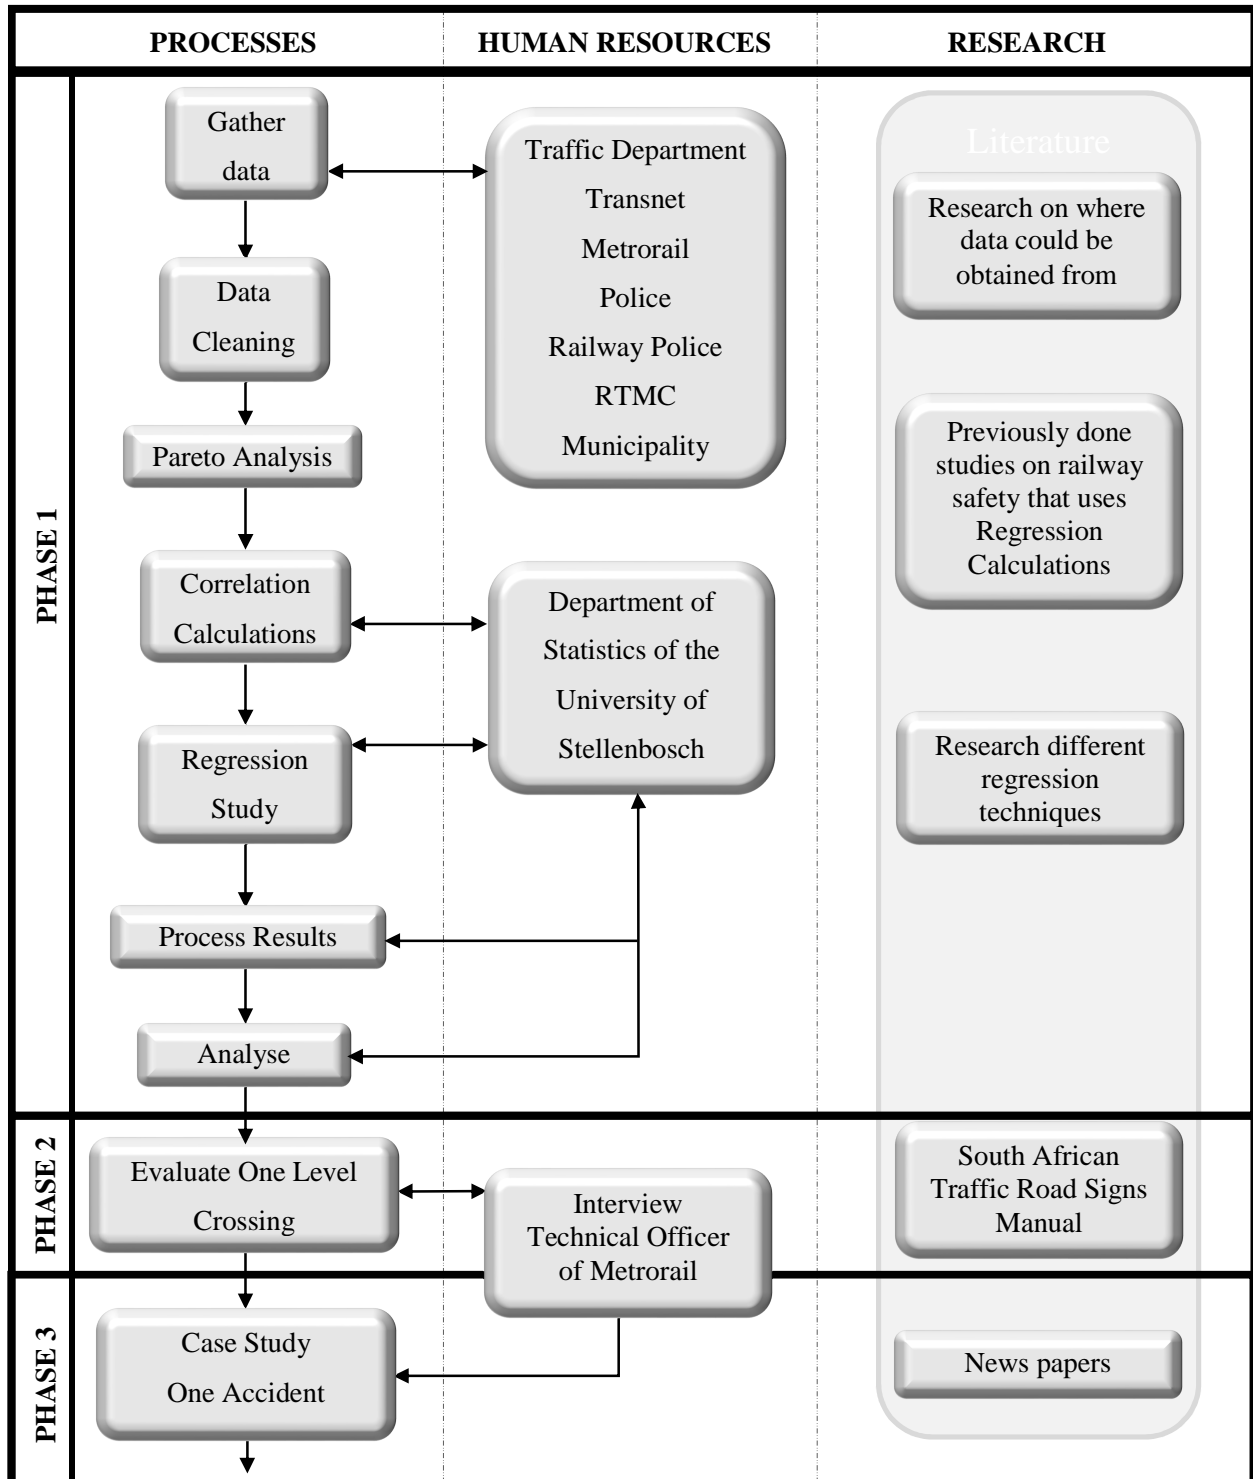 PROCESSES
HUMAN RESOURCES
RESEARCH
PHASE 1
Gather
data
Data
Cleaning
Pareto Analysis
Correlation
Calculations
Regression
Study
Process Results
Analyse
Traffic Department
Transnet
Metrorail
Police
Railway Police
RTMC
Municipality
Department of
Statistics of the
University of
Stellenbosch
Literature
Research on where
data could be
obtained from
Previously done
studies on railway
safety that uses
Regression
Calculations
Research different
regression
techniques
PHASE 2
Evaluate One Level
Crossing
Interview
Technical Officer
of Metrorail
South African
Traffic Road Signs
Manual
PHASE 3
Case Study
One Accident
News papers